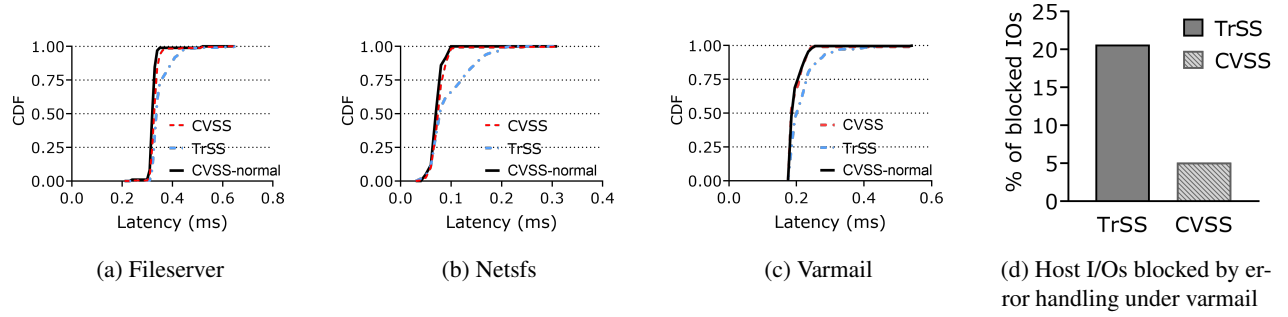 1.00
0.75
0.50
0.25
0.00
CDF
CVSS
TrSS
CVSS-normal
0.0 0.2 0.4 0.6 0.8
Latency (ms)
(a) Fileserver
1.00
0.75
0.50
0.25
0.00
CDF
CVSS
TrSS
CVSS-normal
0.0 0.1 0.2 0.3 0.4
Latency (ms)
(b) Netsfs
1.00
0.75
0.50
0.25
0.00
CDF
CVSS
TrSS
CVSS-normal
0.0 0.2 0.4 0.6
Latency (ms)
(c) Varmail
25
20
15
10
5
0
% of blocked IOs
TrSS
CVSS
TrSS CVSS
(d) Host I/Os blocked by er-
ror handling under varmail